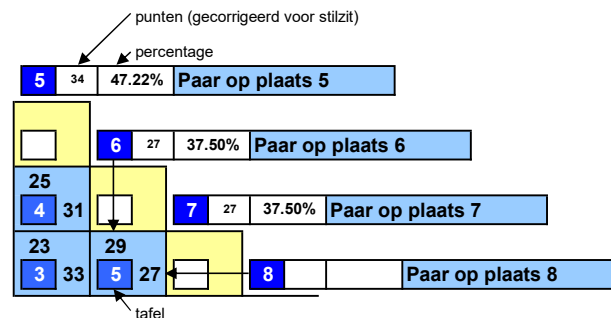 punten (gecorrigeerd voor stilzit)
percentage
5 34 47.22% Paar op plaats 5
6 27 37.50% Paar op plaats 6
25
4 31
7 27 37.50% Paar op plaats 7
23 29
3 33 5 27
8 Paar op plaats 8
tafel